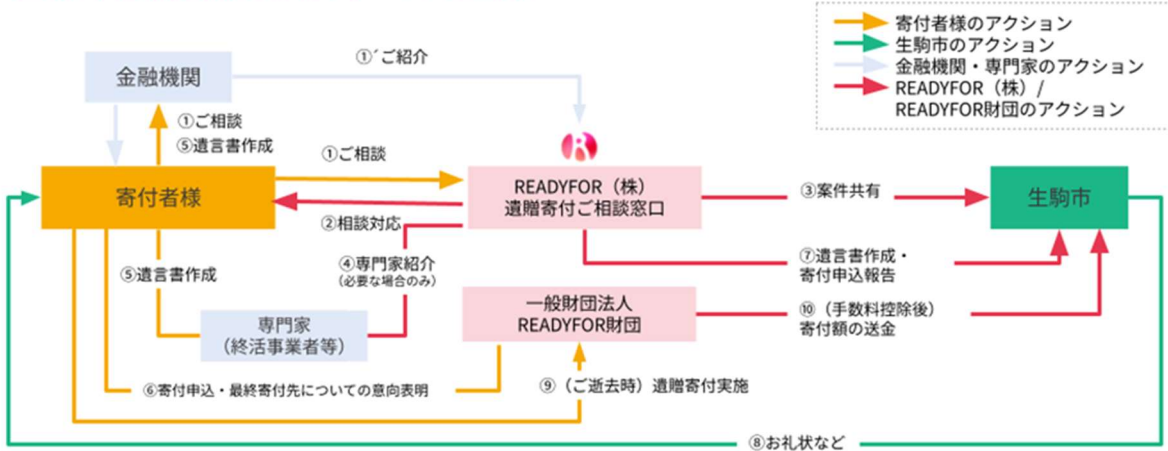 寄付者様のアクション
生駒市のアクション
金融機関・専門家のアクション
READYFOR（株）/
READYFOR財団のアクション
①´ご紹介
金融機関
①ご相談
⑤遺言書作成
①ご相談
寄付者様
READYFOR（株）
遺贈寄付ご相談窓口
③案件共有
生駒市
②相談対応
④専門家紹介
（必要な場合のみ）
⑤遺言書作成
⑦遺言書作成・
寄付申込報告
一般財団法人
READYFOR財団
⑩（手数料控除後）
寄付額の送金
専門家
（終活事業者等）
⑥寄付申込・最終寄付先についての意向表明
⑨（ご逝去時）遺贈寄付実施
⑧お礼状など